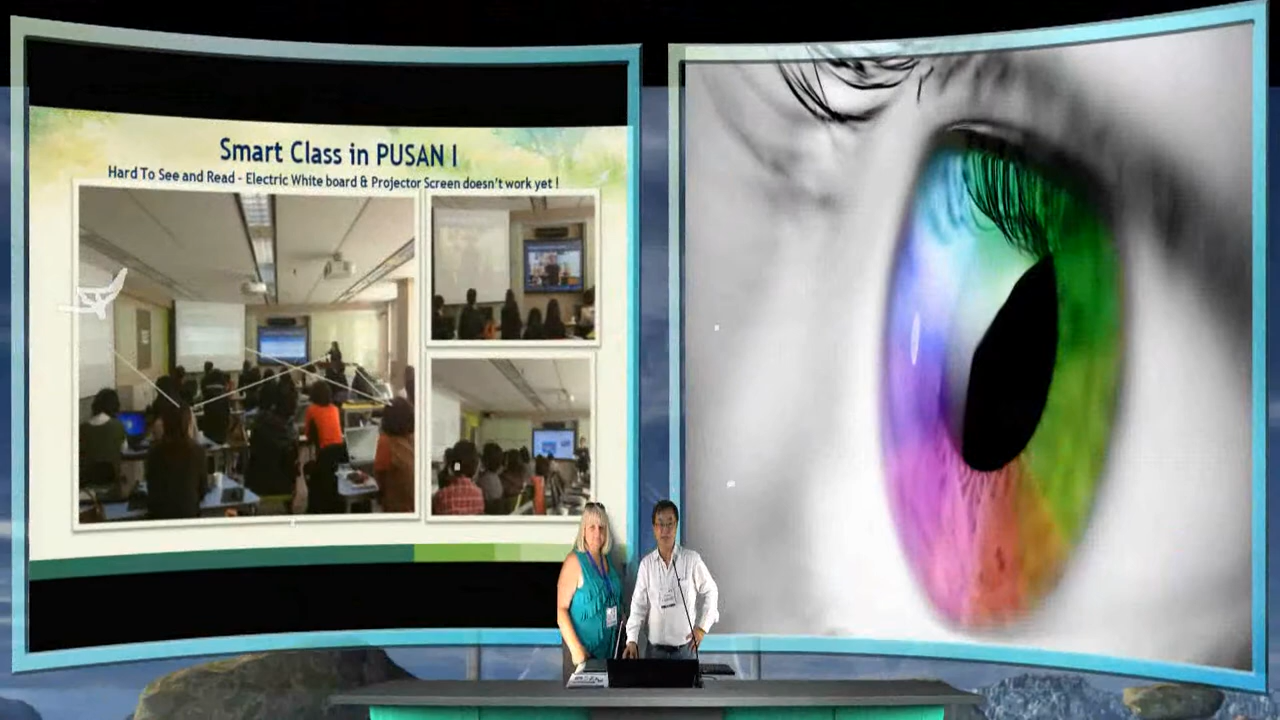 Smart Class in PUSAN I
Hard To See and Read - Electric White board & Projector Screen doesn't work yet !